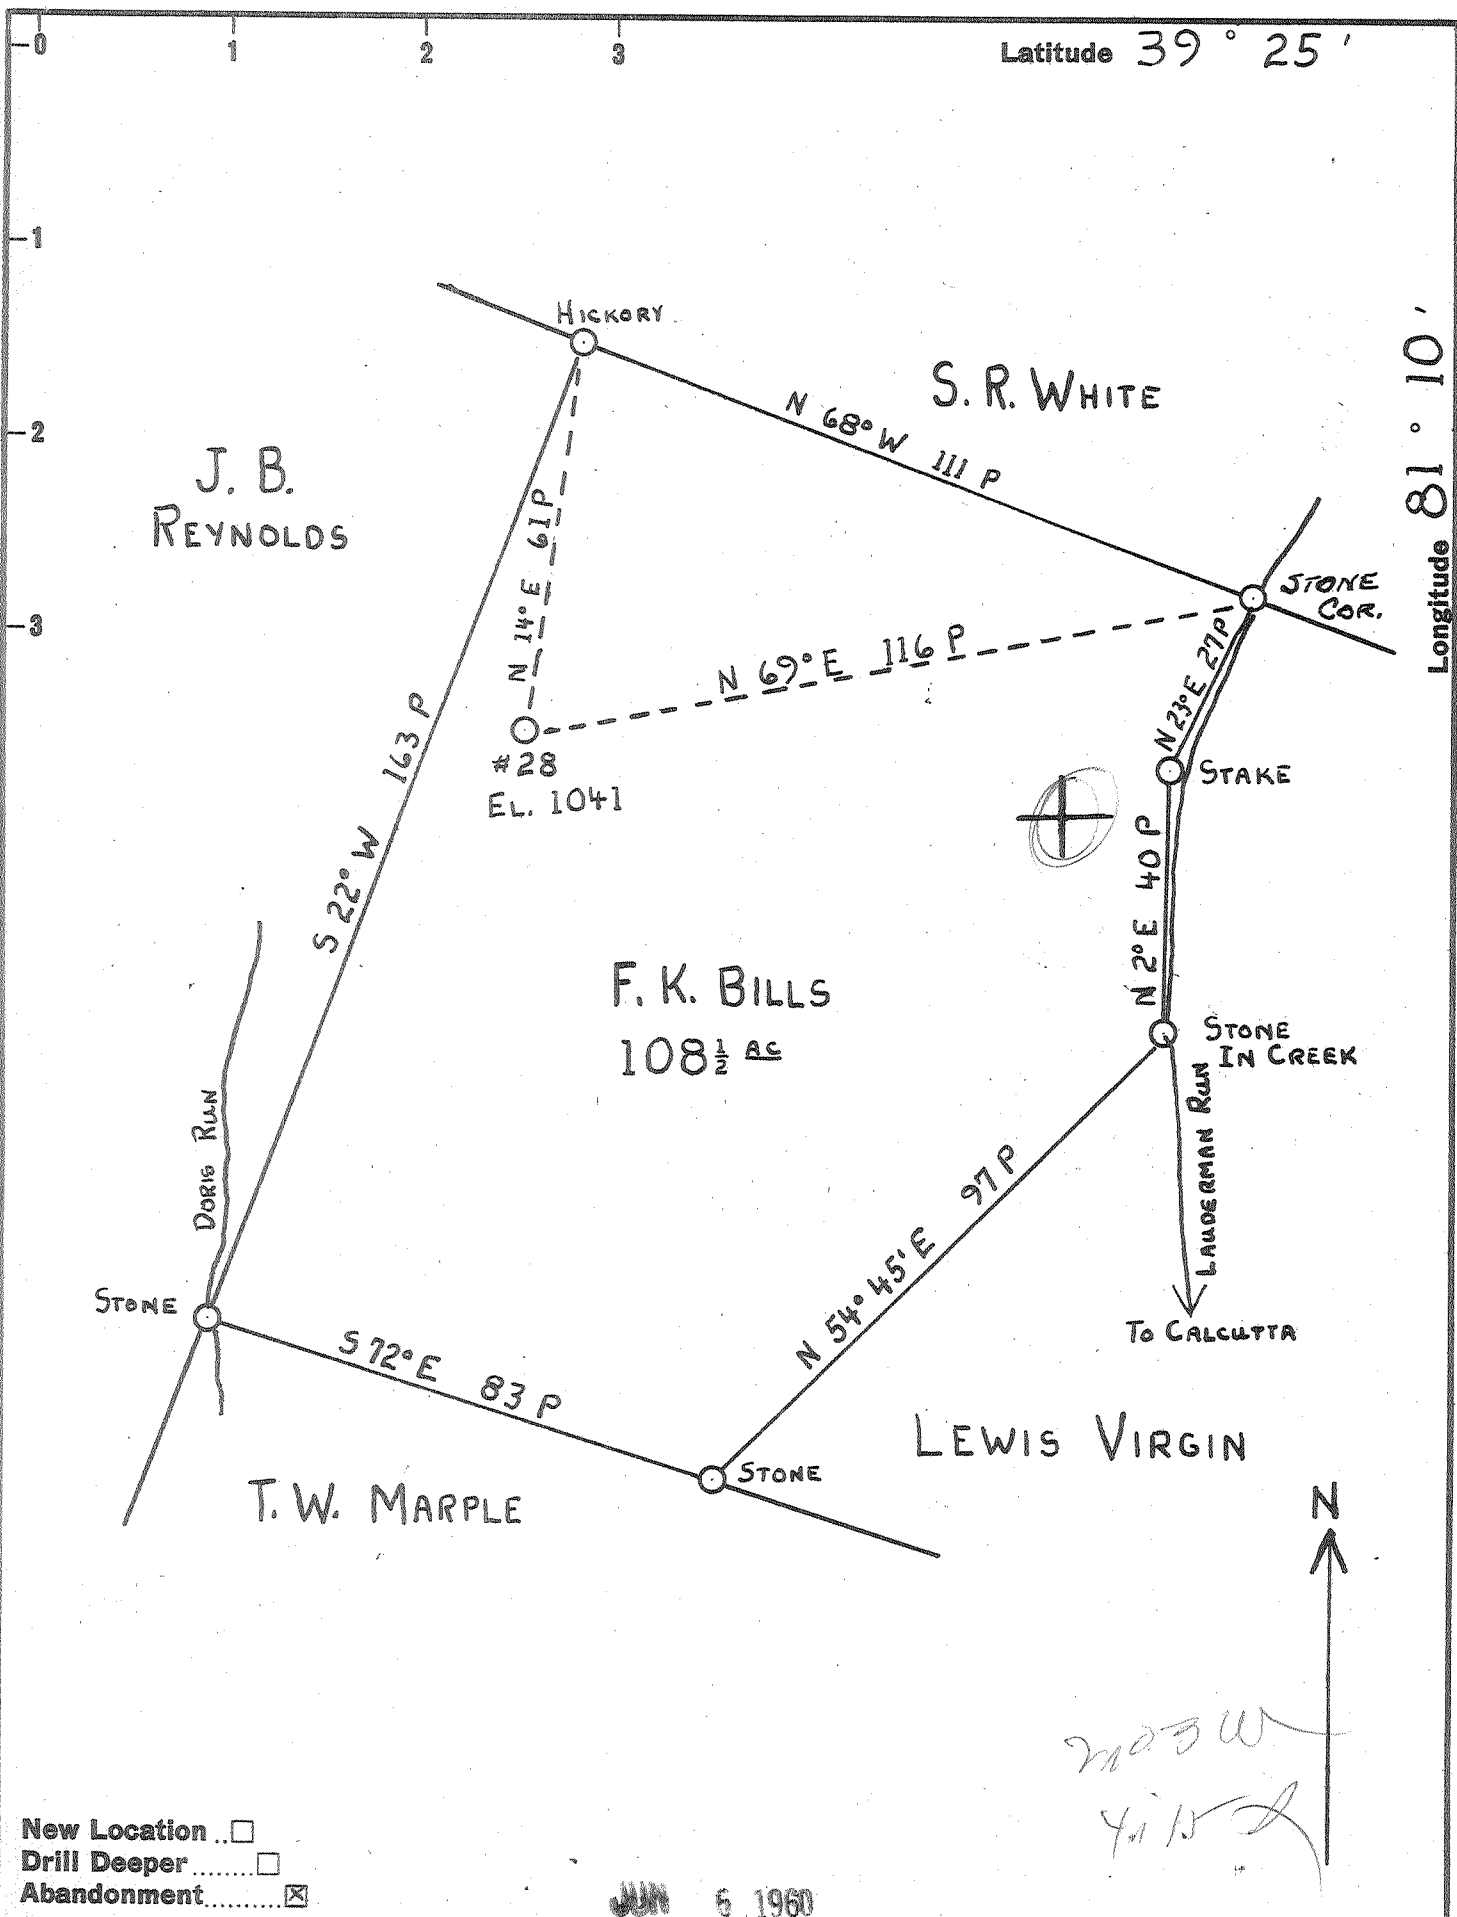 0
1
2
3
Latitude 39° 25'
1
2
3
Longitude 81° 10'
HICKORY
S. R. WHITE
N 68° W 111 P
J. B.
REYNOLDS
N 14° E 61 P
STONE
COR.
N 69° E 116 P
N 23° E 27 P
S 22° W 163 P
#28
EL. 1041
STAKE
N 2° E 40 P
F. K. BILLS
108 1/2 AC
STONE
IN CREEK
LAUDERMAN RUN
DORIS RUN
N 54° 45' E 97 P
STONE
TO CALCUTTA
S 72° E 83 P
LEWIS VIRGIN
STONE
T. W. MARPLE
N
New Location ..☐
Drill Deeper ........☐
Abandonment ..........☒
JUN 6 1960